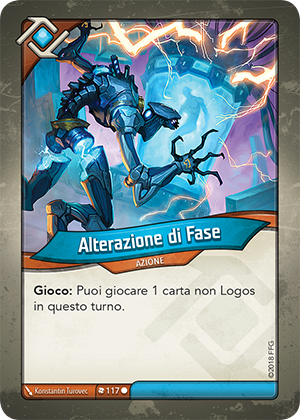 Alterazione di Fase
AZIONE
Gioco: Puoi giocare 1 carta non Logos
in questo turno.
©2018 FFG
Konstantin Turovec
117